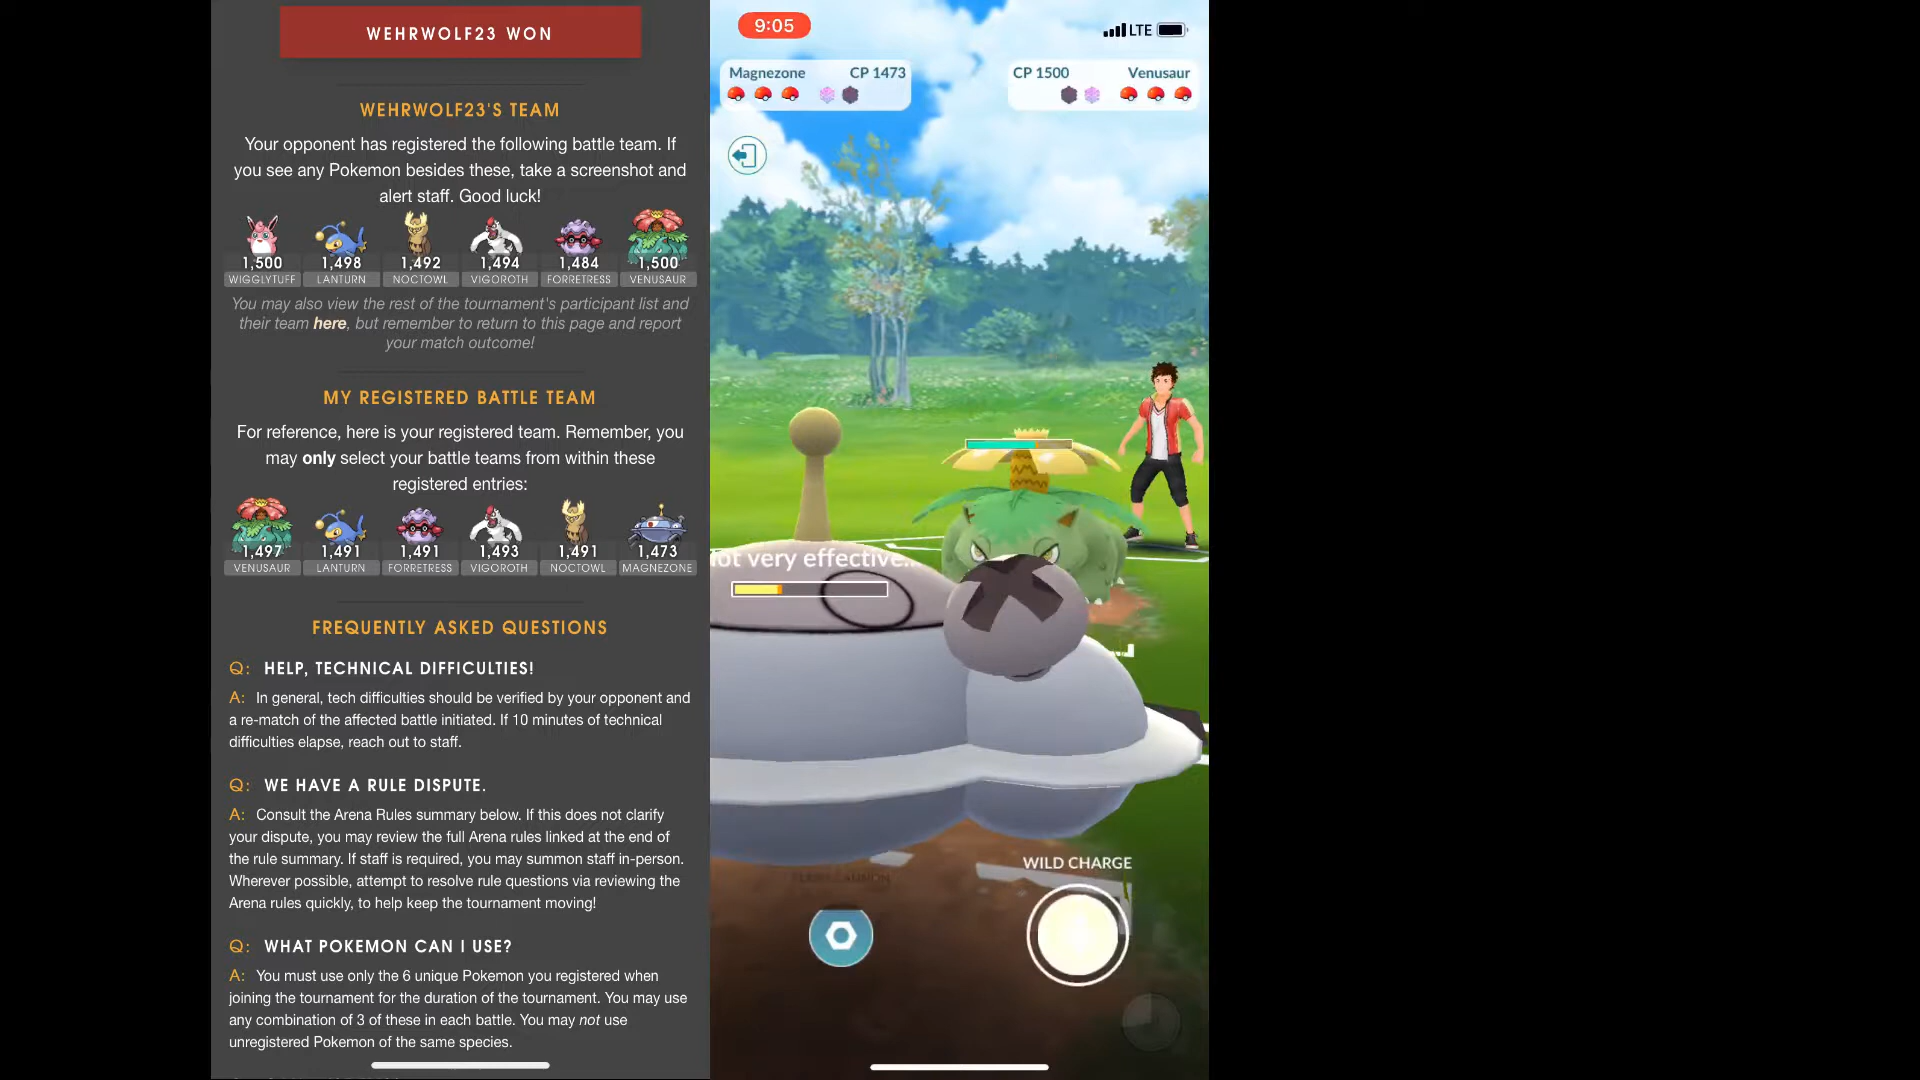 WEHRWOLF23 WON
WEHRWOLF23'S TEAM
Your opponent has registered the following battle team. If
you see any Pokemon besides these, take a screenshot and
alert staff. Good luck!
1,500 1,498 1,492 1,494 1,484 1,500
WIGGLYTUFF LANTURN NOCTOWL VIGOROTH FORRETRESS VENUSAUR
You may also view the rest of the tournament's participant list and
their team here, but remember to return to this page and report
your match outcome!
MY REGISTERED BATTLE TEAM
For reference, here is your registered team. Remember, you
may only select your battle teams from within these
registered entries:
1,497 1,491 1,491 1,493 1,491 1,473
VENUSAUR LANTURN FORRETRESS VIGOROTH NOCTOWL MAGNEZONE
FREQUENTLY ASKED QUESTIONS
Q: HELP, TECHNICAL DIFFICULTIES!
A: In general, tech difficulties should be verified by your opponent and
a re-match of the affected battle initiated. If 10 minutes of technical
difficulties elapse, reach out to staff.
Q: WE HAVE A RULE DISPUTE.
A: Consult the Arena Rules summary below. If this does not clarify
your dispute, you may review the full Arena rules linked at the end of
the rule summary. If staff is required, you may summon staff in-person.
Wherever possible, attempt to resolve rule questions via reviewing the
Arena rules quickly, to help keep the tournament moving!
Q: WHAT POKEMON CAN I USE?
A: You must use only the 6 unique Pokemon you registered when
joining the tournament for the duration of the tournament. You may use
any combination of 3 of these in each battle. You may not use
unregistered Pokemon of the same species.
9:05
LTE
Magnezone CP 1473
CP 1500 Venusaur
ot very effective...
WILD CHARGE